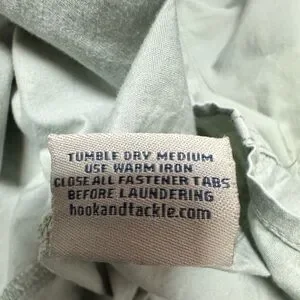 TUMBLE DRY MEDIUM
USE WARM IRON
CLOSE ALL FASTENER TABS
BEFORE LAUNDERING
hookandtackle.com